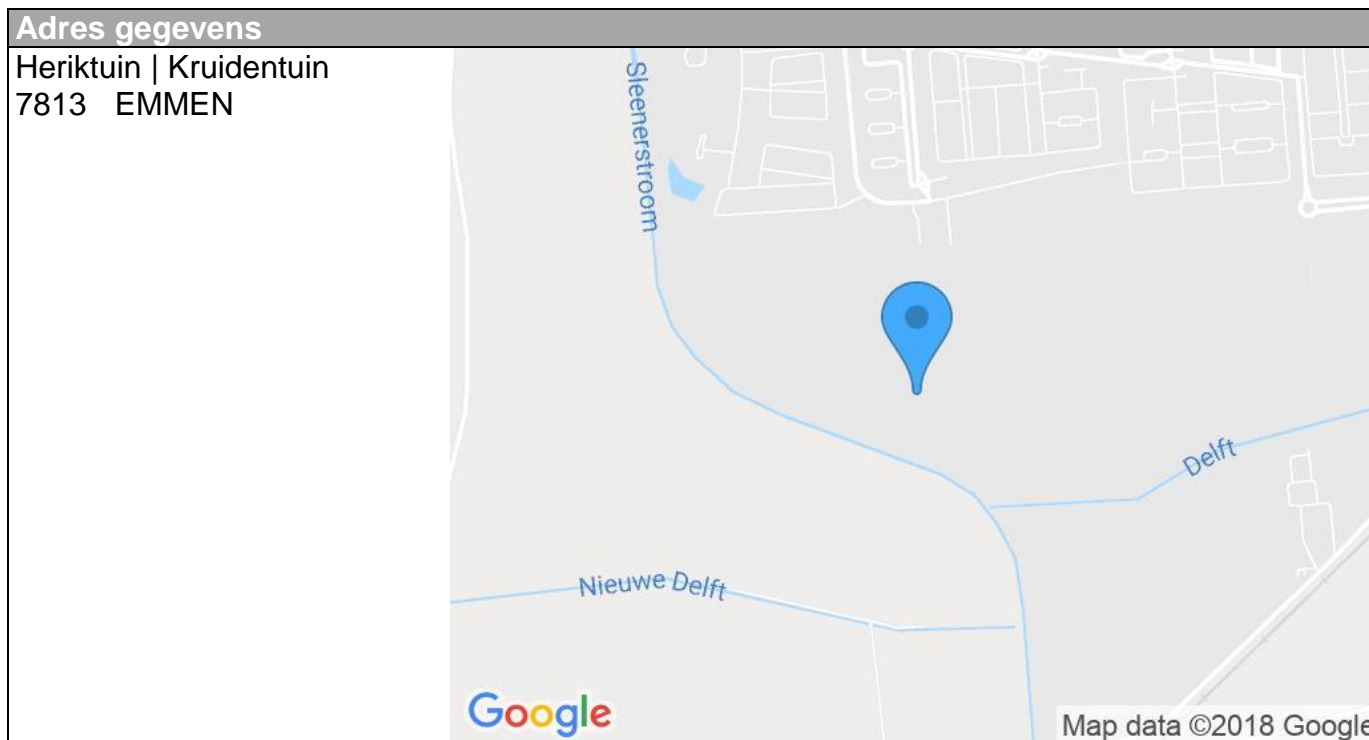 Adres gegevens
Heriktuin | Kruidentuin
7813 EMMEN
Sleenerstroom
Delft
Nieuwe Delft
Google
Map data ©2018 Google